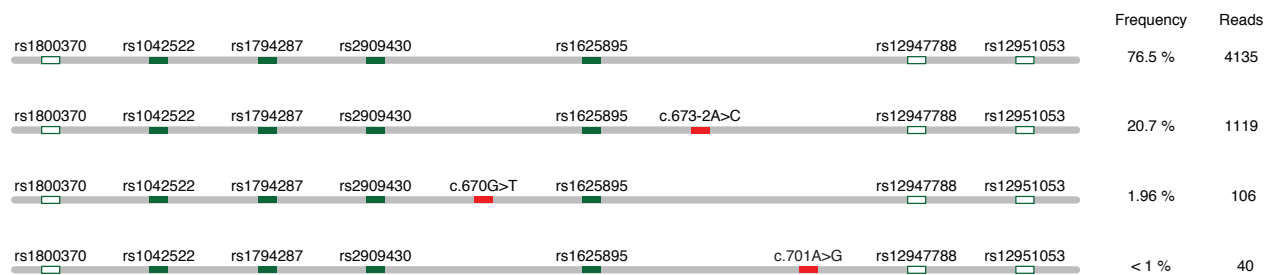 Frequency Reads
rs1800370 rs1042522 rs1794287 rs2909430 rs1625895 rs12947788 rs12951053
76.5 % 4135
rs1800370 rs1042522 rs1794287 rs2909430 rs1625895 c.673-2A>C rs12947788 rs12951053
20.7 % 1119
rs1800370 rs1042522 rs1794287 rs2909430 c.670G>T rs1625895 rs12947788 rs12951053
1.96 % 106
rs1800370 rs1042522 rs1794287 rs2909430 rs1625895 c.701A>G rs12947788 rs12951053
< 1 % 40